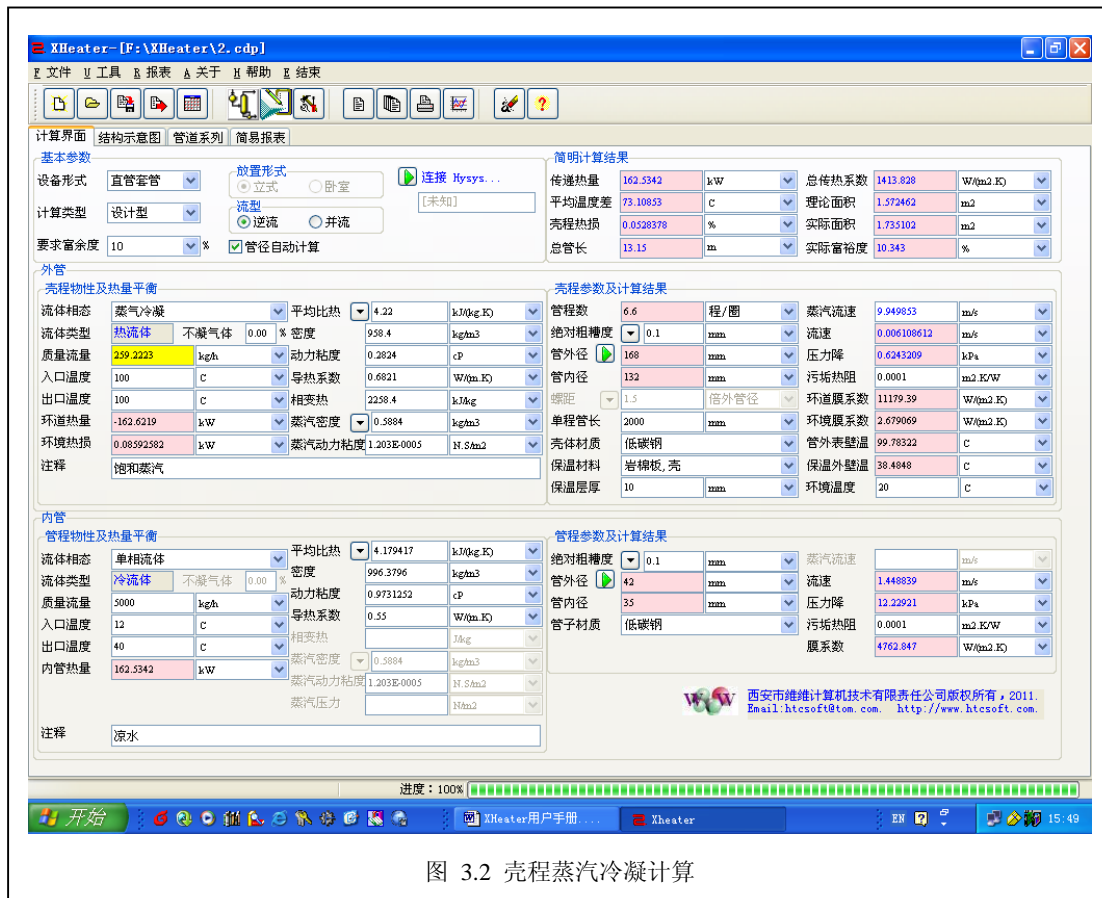 XHeater-[F:\XHeater\2.cdp]
F 文件 U 工具 R 报表 A 关于 H 帮助 E 结束
计算界面 结构示意图 管道系列 简易报表
基本参数
设备形式 直管套管 放置形式 立式 卧室 连接 Hysys...
[未知]
计算类型 设计型 流型 逆流 并流
要求富余度 10 % 管径自动计算
简明计算结果
传递热量 162.5342 kW 总传热系数 1413.828 W/(m2.K)
平均温度差 73.10853 C 理论面积 1.572462 m2
壳程热损 0.0528378 % 实际面积 1.735102 m2
总管长 13.15 m 实际富裕度 10.343 %
外管
壳程物性及热量平衡
流体相态 蒸气冷凝 平均比热 4.22 kJ/(kg.K)
流体类型 热流体 不凝气体 0.00 % 密度 958.4 kg/m3
质量流量 259.2223 kg/h 动力粘度 0.2824 cP
入口温度 100 C 导热系数 0.6821 W/(m.K)
出口温度 100 C 相变热 2258.4 kJ/kg
环道热量 -162.6219 kW 蒸汽密度 0.5884 kg/m3
环境热损 0.08592582 kW 蒸汽动力粘度 1.203E-0005 N.S/m2
注释 饱和蒸汽
壳程参数及计算结果
管程数 6.6 程/圈 蒸汽流速 9.949853 m/s
绝对粗糙度 0.1 mm 流速 0.006108612 m/s
管外径 168 mm 压力降 0.6243209 kPa
管内径 132 mm 污垢热阻 0.0001 m2.K/W
螺距 1.5 倍外管径 环道膜系数 11179.39 W/(m2.K)
单程管长 2000 mm 环境膜系数 2.679069 W/(m2.K)
壳体材质 低碳钢 管外表壁温 99.78322 C
保温材料 岩棉板,壳 保温外壁温 38.4848 C
保温层厚 10 mm 环境温度 20 C
内管
管程物性及热量平衡
流体相态 单相流体 平均比热 4.179417 kJ/(kg.K)
流体类型 冷流体 不凝气体 0.00 % 密度 996.3796 kg/m3
质量流量 5000 kg/h 动力粘度 0.9731252 cP
入口温度 12 C 导热系数 0.55 W/(m.K)
出口温度 40 C 相变热 J/kg
内管热量 162.5342 kW 蒸汽密度 0.5884 kg/m3
蒸汽动力粘度 1.203E-0005 N.S/m2
蒸汽压力 N/m2
注释 凉水
管程参数及计算结果
绝对粗糙度 0.1 mm 蒸汽流速 m/s
管外径 42 mm 流速 1.448839 m/s
管内径 35 mm 压力降 12.22921 kPa
管子材质 低碳钢 污垢热阻 0.0001 m2.K/W
膜系数 4762.847 W/(m2.K)
西安市维维计算机技术有限责任公司版权所有,2011.
Email:htcsoft@tom.com. http://www.htcsoft.com.
进度:100%
开始 XHeater用户手册.... Xheater EN 15:49
图 3.2 壳程蒸汽冷凝计算